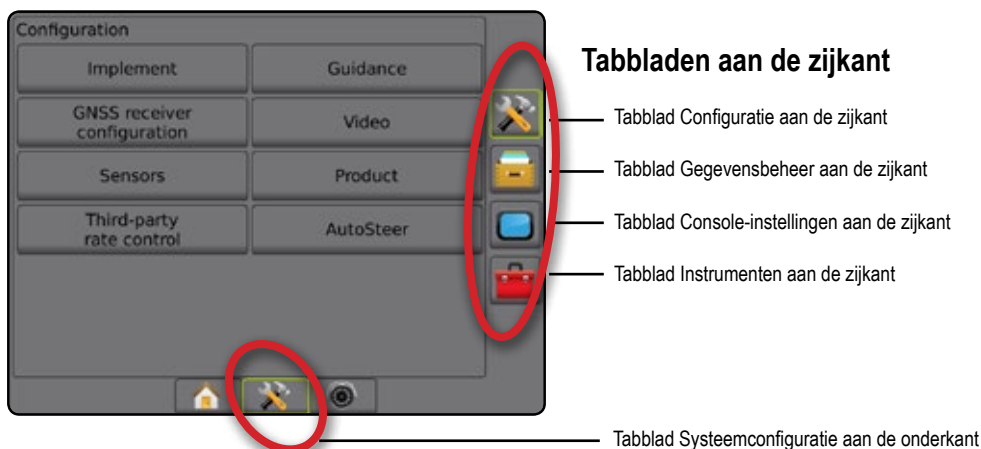 Configuration
Implement
Guidance
GNSS receiver
configuration
Video
Sensors
Product
Third-party
rate control
AutoSteer
Tabbladen aan de zijkant
Tabblad Configuratie aan de zijkant
Tabblad Gegevensbeheer aan de zijkant
Tabblad Console-instellingen aan de zijkant
Tabblad Instrumenten aan de zijkant
Tabblad Systeemconfiguratie aan de onderkant